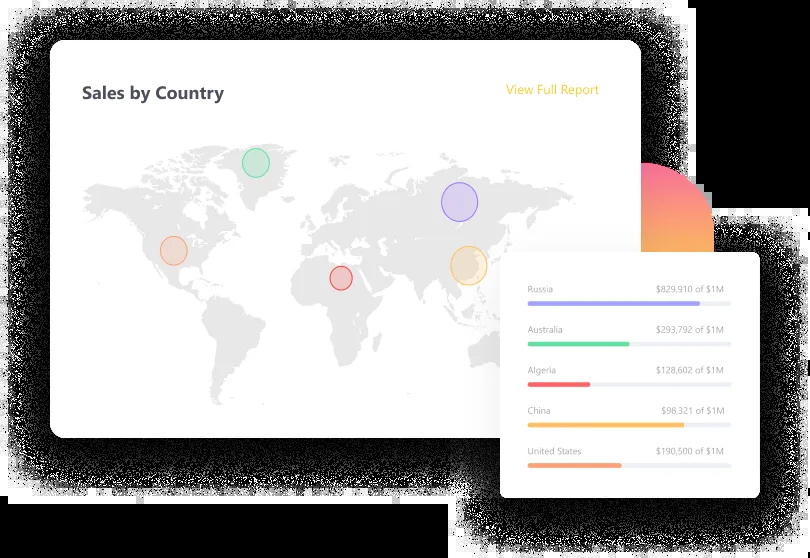 Sales by Country
View Full Report
Russia $829,910 of $1M
Australia $293,792 of $1M
Algeria $128,602 of $1M
China $98,321 of $1M
United States $190,500 of $1M